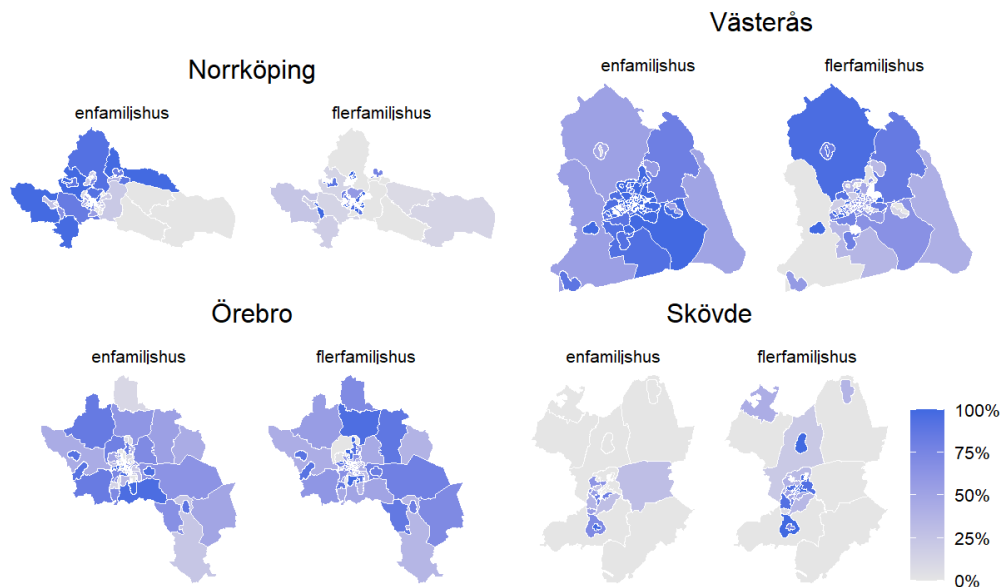 Norrköping
enfamiljshus
flerfamiljshus
Västerås
enfamiljshus
flerfamiljshus
Örebro
enfamiljshus
flerfamiljshus
Skövde
enfamiljshus
flerfamiljshus
100%
75%
50%
25%
0%